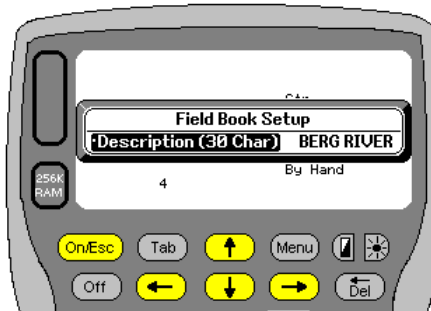 Field Book Setup
·Description (30 Char) BERG RIVER
By Hand
4
256K
RAM
On/Esc Tab Menu
Off Del